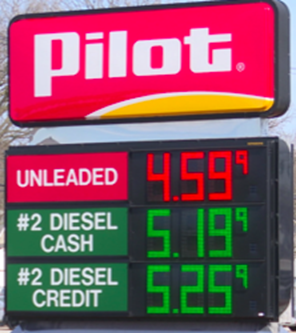 Pilot®
UNLEADED 4.59⁹
#2 DIESEL
CASH 5.19⁹
#2 DIESEL
CREDIT 5.25⁹